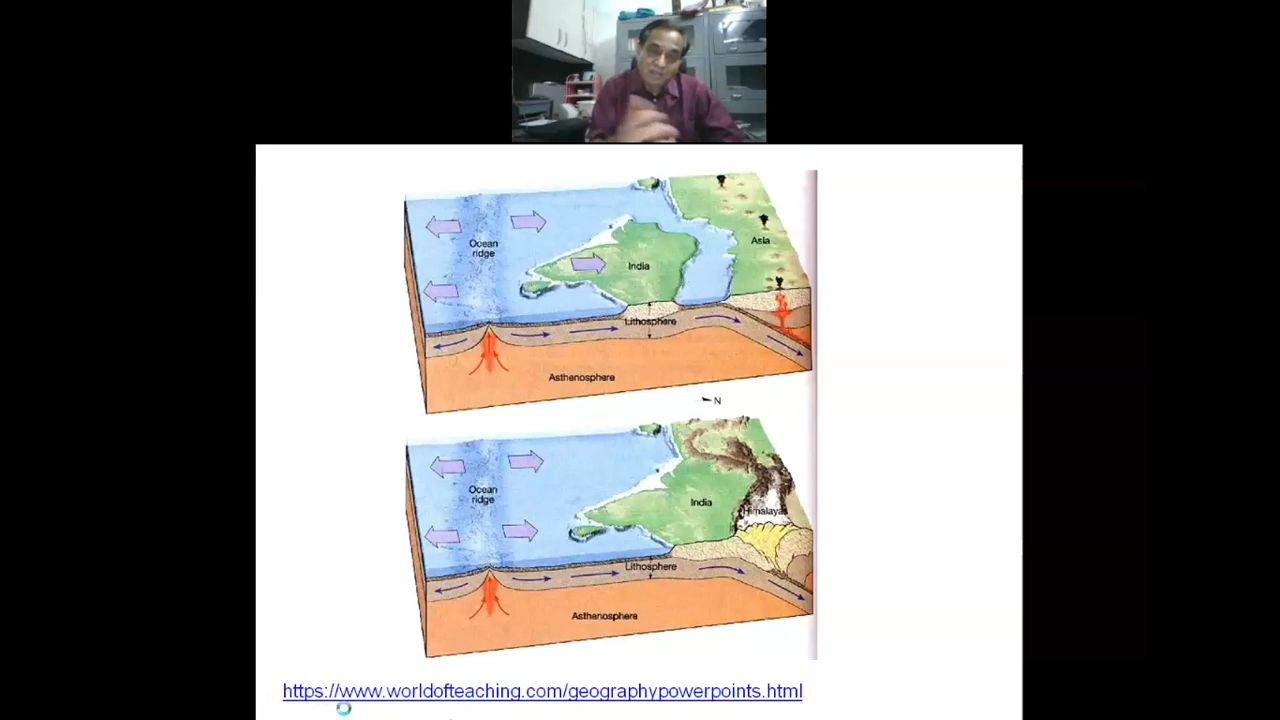 Ocean
ridge
India
Asia
Lithosphere
Asthenosphere
N
Ocean
ridge
India
Himalayas
Lithosphere
Asthenosphere
https://www.worldofteaching.com/geographypowerpoints.html